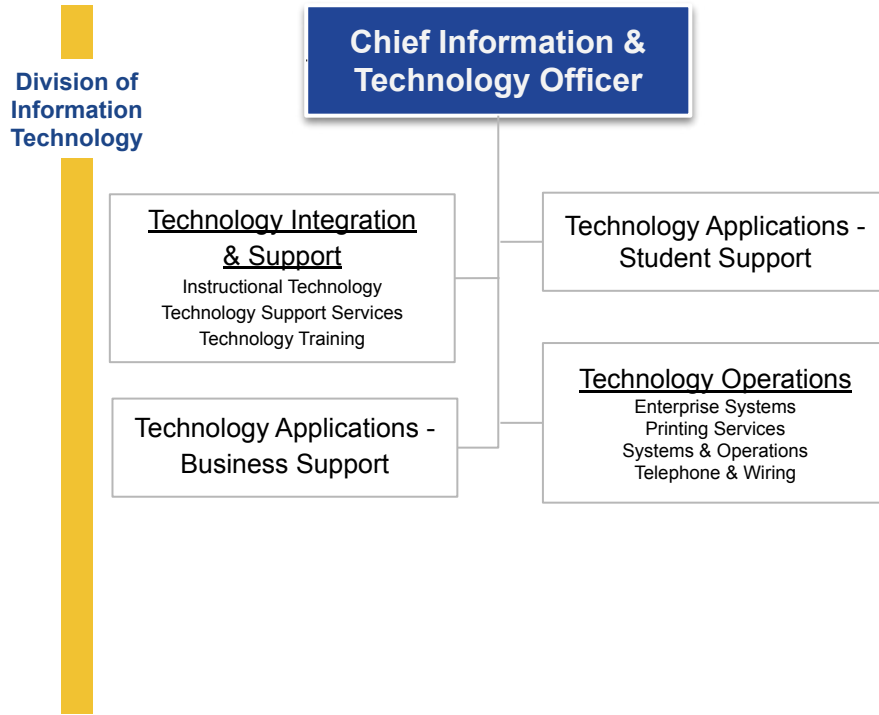 Chief Information &
Technology Officer
Division of
Information
Technology
Technology Integration
& Support
Instructional Technology
Technology Support Services
Technology Training
Technology Applications -
Student Support
Technology Applications -
Business Support
Technology Operations
Enterprise Systems
Printing Services
Systems & Operations
Telephone & Wiring